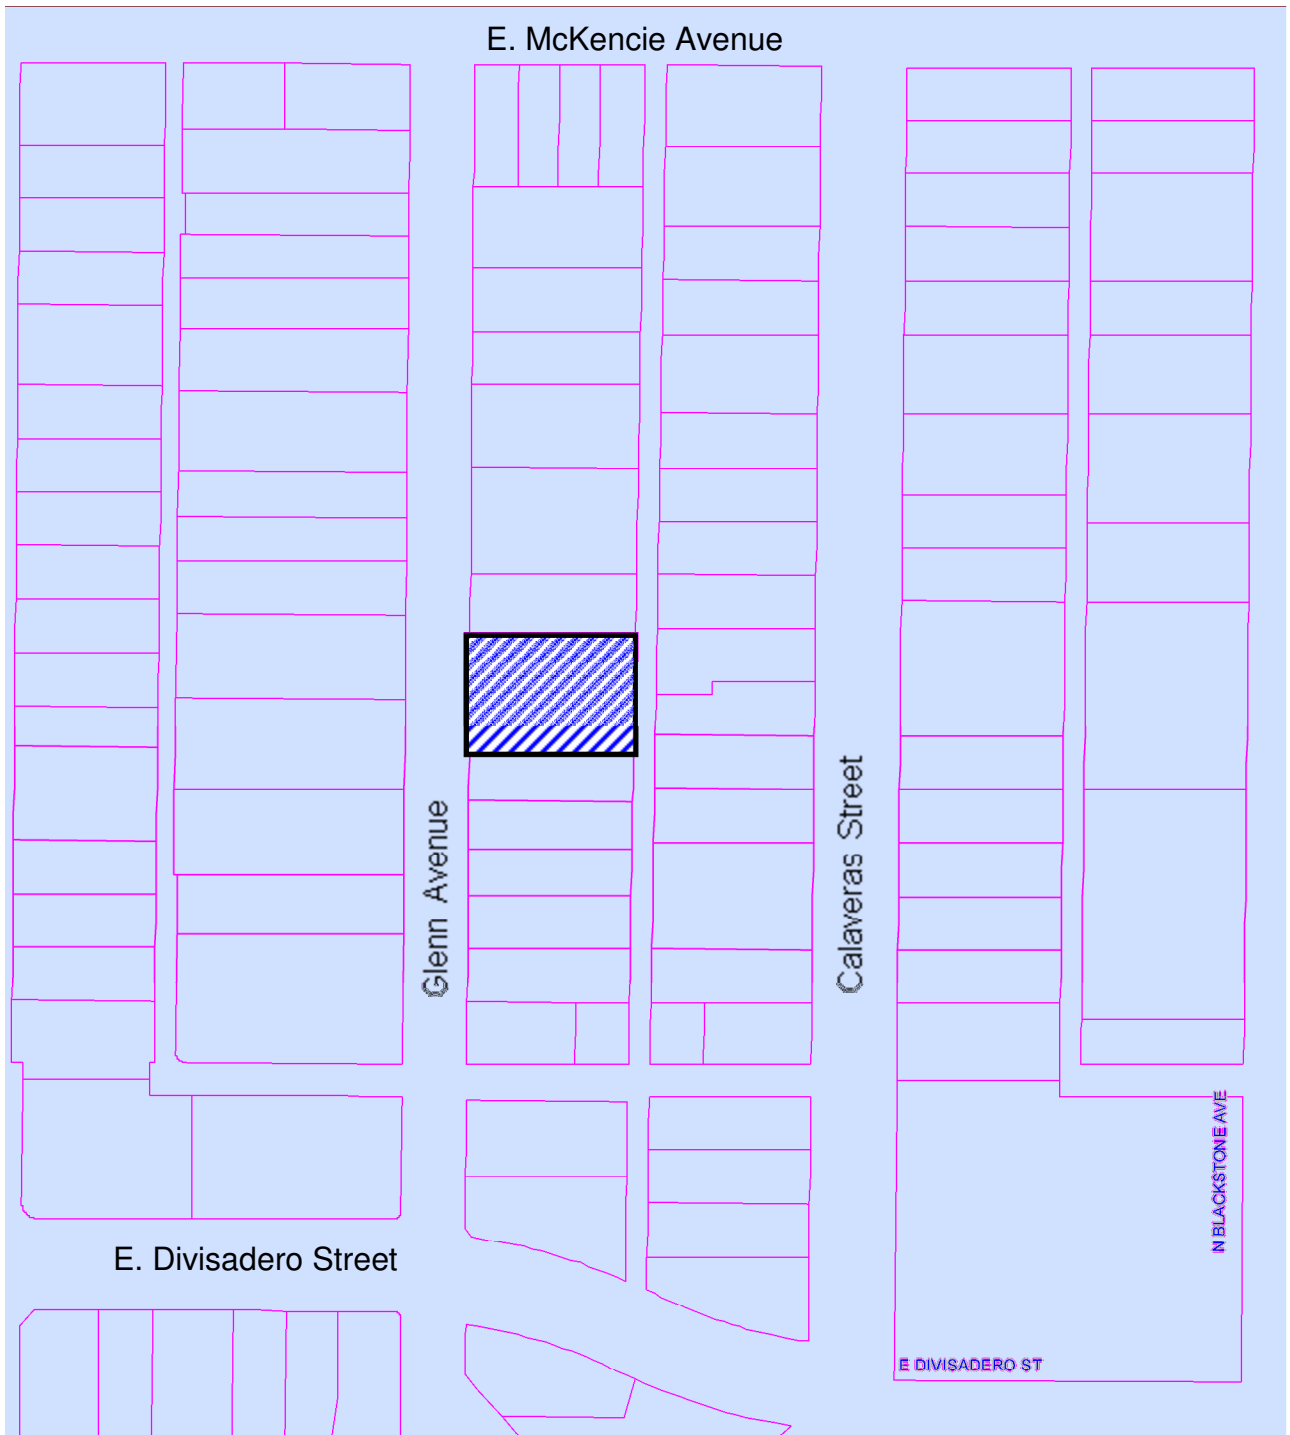 E. McKencie Avenue
Glenn Avenue
Calaveras Street
N BLACKSTONE AVE
E. Divisadero Street
E DIVISADERO ST